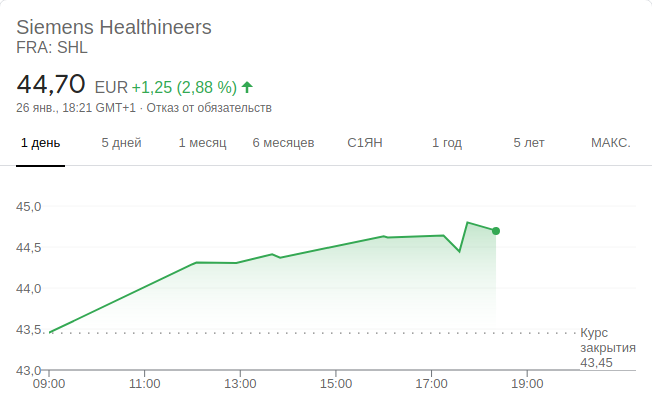 Siemens Healthineers
FRA: SHL
44,70 EUR +1,25 (2,88 %)
26 янв., 18:21 GMT+1 · Отказ от обязательств
1 день 5 дней 1 месяц 6 месяцев С1ЯН 1 год 5 лет МАКС.
45,0
44,5
44,0
43,5
Курс
закрытия
43,45
43,0
09:00 11:00 13:00 15:00 17:00 19:00